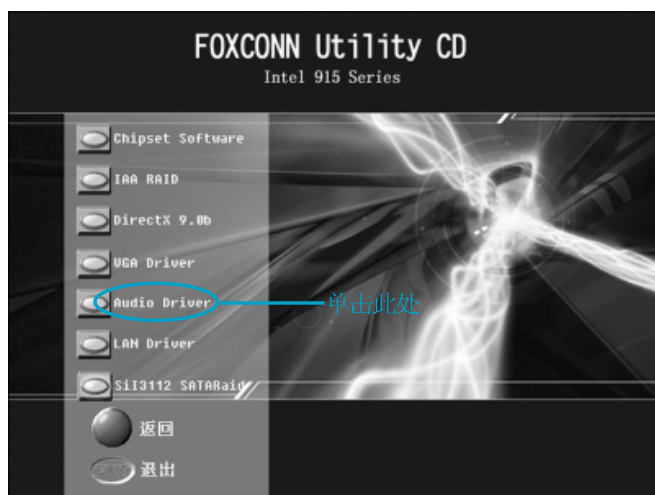 FOXCONN Utility CD
Intel 915 Series
Chipset Software
IAA RAID
DirectX 9.0b
VGA Driver
Audio Driver
单击此处
LAN Driver
SiI3112 SATARaid
返回
EXIT 退出